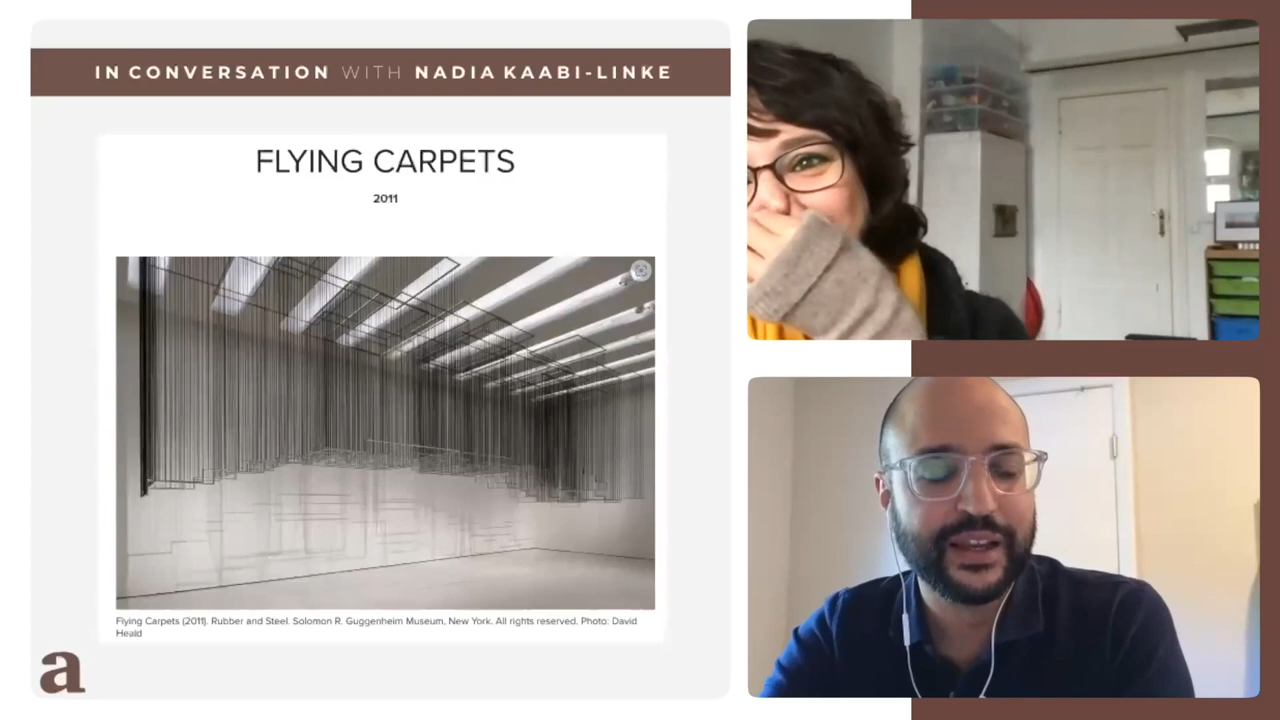 IN CONVERSATION WITH NADIA KAABI-LINKE
FLYING CARPETS
2011
Flying Carpets (2011). Rubber and Steel. Solomon R. Guggenheim Museum, New York. All rights reserved. Photo: David
Heald
a